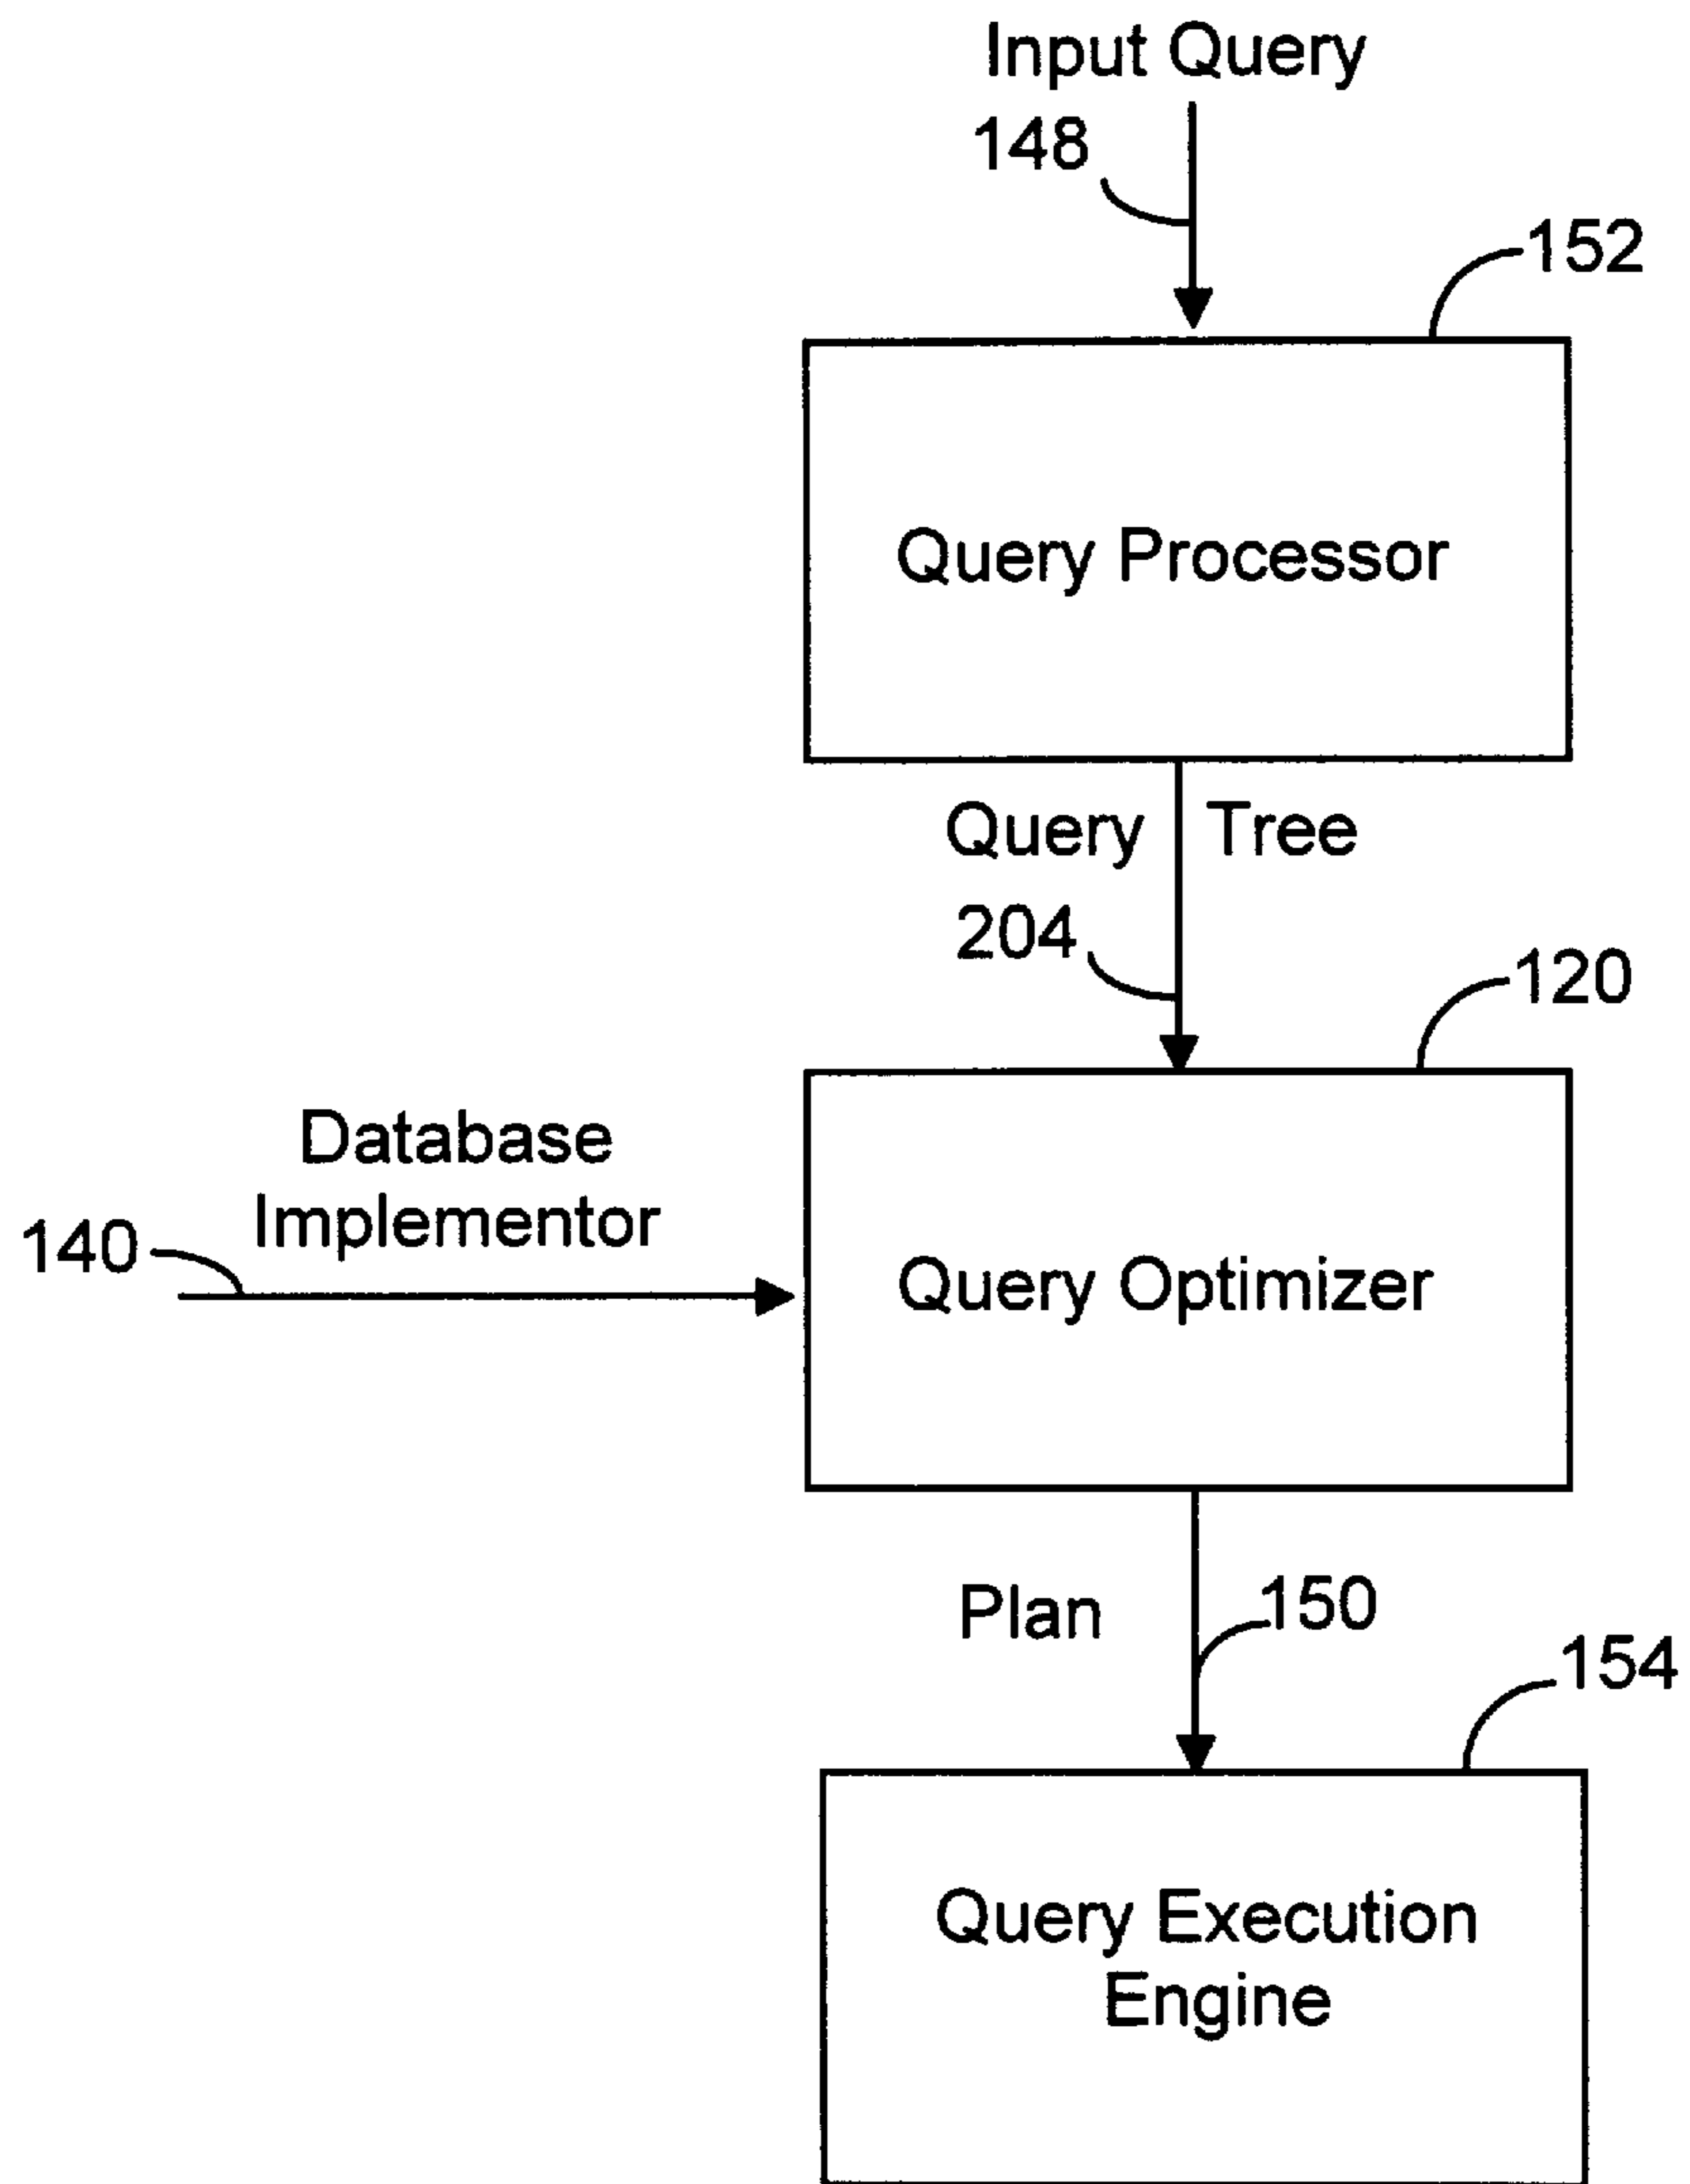 Input Query
148
152
Query Processor
Query Tree
204
120
Database
Implementor
140
Query Optimizer
Plan
150
154
Query Execution
Engine